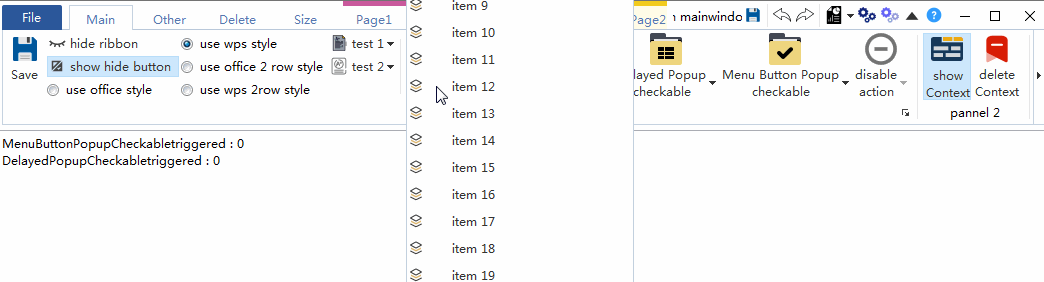 File Main Other Delete Size Page1 Page2 mainwindo
hide ribbon use wps style test 1
Save show hide button use office 2 row style test 2
use office style use wps 2row style
layed Popup checkable
Menu Button Popup checkable
disable action
show Context
delete Context
pannel 2
item 9
item 10
item 11
item 12
item 13
item 14
item 15
item 16
item 17
item 18
item 19
MenuButtonPopupCheckabletriggered : 0
DelayedPopupCheckabletriggered : 0